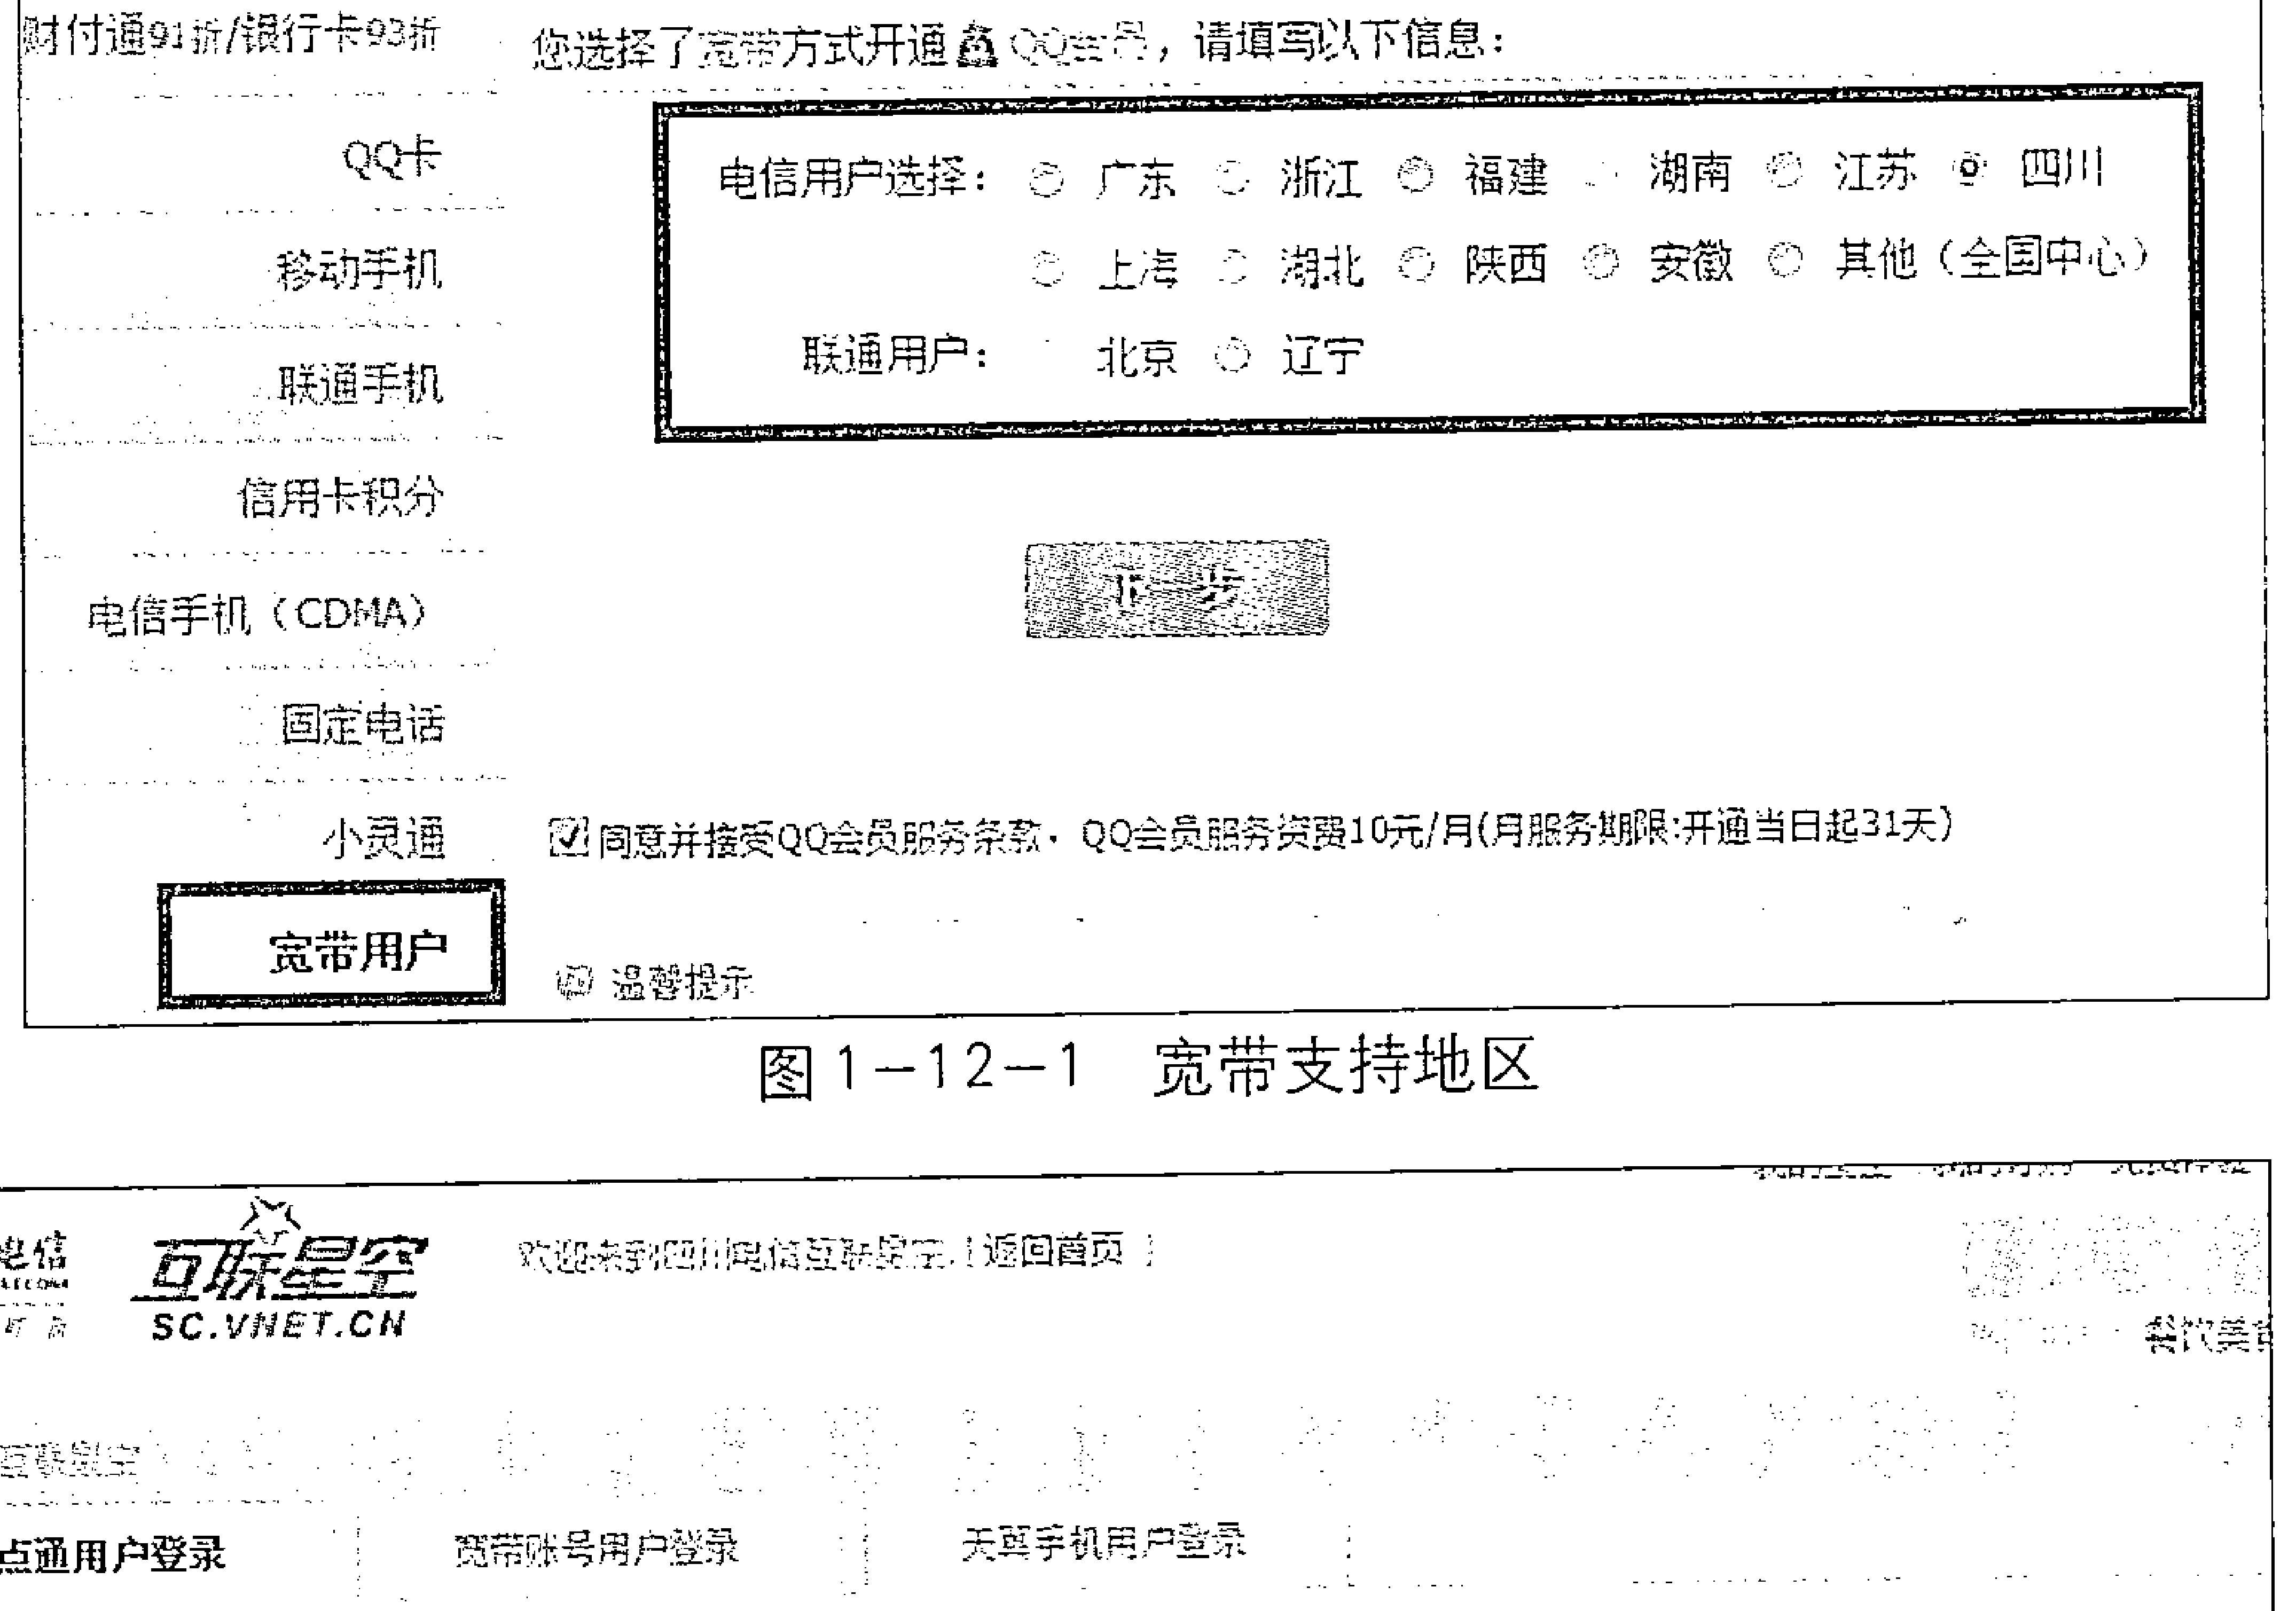 财付通91折/银行卡93折
您选择了宽带方式开通 QQ会员，请填写以下信息：
QQ卡
电信用户选择： 广东 浙江 福建 湖南 江苏 四川
移动手机
上海 湖北 陕西 安徽 其他（全国中心）
联通手机
联通用户： 北京 辽宁
信用卡积分
下一步
电信手机（CDMA）
固定电话
小灵通
同意并接受QQ会员服务条款．QQ会员服务资费10元/月(月服务期限:开通当日起31天)
宽带用户
温馨提示
图1-12-1 宽带支持地区
电信
互联星空
SC.VNET.CN
欢迎来到四川电信互联星空 [返回首页 ]
餐饮美食
互联星空
点通用户登录
宽带账号用户登录
天翼手机用户登录